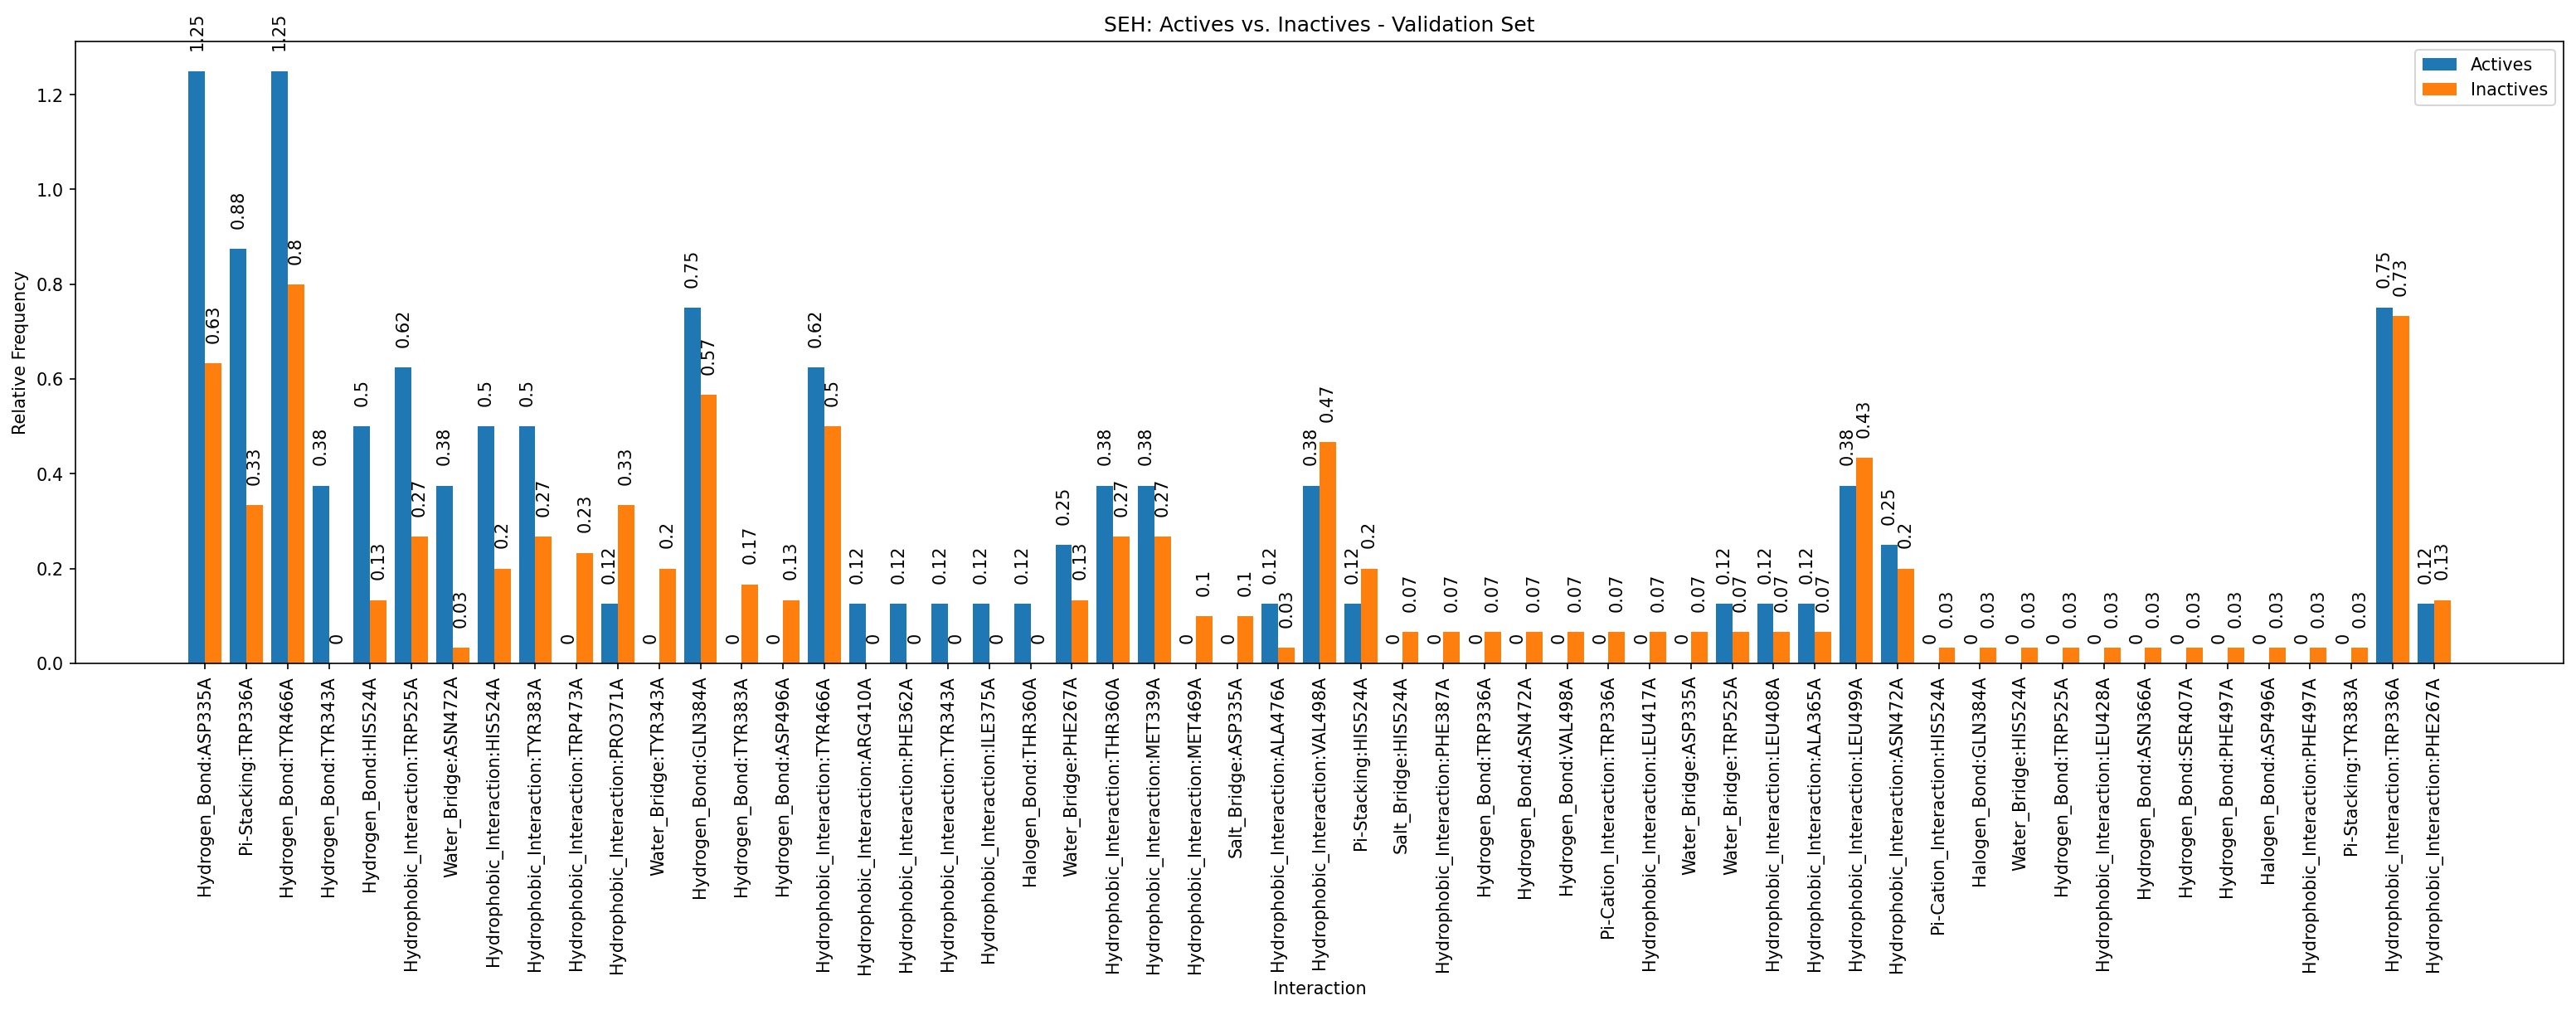 SEH: Actives vs. Inactives - Validation Set
Actives
Inactives
Relative Frequency
1.2
1.0
0.8
0.6
0.4
0.2
0.0
1.25
0.63
0.88
0.33
1.25
0.8
0.38
0
0.5
0.13
0.62
0.27
0.38
0.03
0.5
0.2
0.5
0.27
0
0.23
0.12
0.33
0
0.2
0.75
0.57
0
0.17
0
0.13
0.62
0.5
0.12
0
0.12
0
0.12
0
0.12
0
0.12
0
0.25
0.13
0.38
0.27
0.38
0.27
0
0.1
0
0.1
0.12
0.03
0.38
0.47
0.12
0.2
0
0.07
0
0.07
0
0.07
0
0.07
0
0.07
0
0.07
0
0.07
0
0.07
0.12
0.07
0.12
0.07
0.12
0.07
0.38
0.43
0.25
0.2
0
0.03
0
0.03
0
0.03
0
0.03
0
0.03
0
0.03
0
0.03
0
0.03
0
0.03
0
0.03
0
0.03
0.75
0.73
0.12
0.13
Hydrogen_Bond:ASP335A
Pi-Stacking:TRP336A
Hydrogen_Bond:TYR466A
Hydrogen_Bond:TYR343A
Hydrogen_Bond:HIS524A
Hydrophobic_Interaction:TRP525A
Water_Bridge:ASN472A
Hydrophobic_Interaction:HIS524A
Hydrophobic_Interaction:TYR383A
Hydrophobic_Interaction:TRP473A
Hydrophobic_Interaction:PRO371A
Water_Bridge:TYR343A
Hydrogen_Bond:GLN384A
Hydrogen_Bond:TYR383A
Hydrogen_Bond:ASP496A
Hydrophobic_Interaction:TYR466A
Hydrophobic_Interaction:ARG410A
Hydrophobic_Interaction:PHE362A
Hydrophobic_Interaction:TYR343A
Hydrophobic_Interaction:ILE375A
Halogen_Bond:THR360A
Water_Bridge:PHE267A
Hydrophobic_Interaction:THR360A
Hydrophobic_Interaction:MET339A
Hydrophobic_Interaction:MET469A
Salt_Bridge:ASP335A
Hydrophobic_Interaction:ALA476A
Hydrophobic_Interaction:VAL498A
Pi-Stacking:HIS524A
Salt_Bridge:HIS524A
Hydrophobic_Interaction:PHE387A
Hydrogen_Bond:TRP336A
Hydrogen_Bond:ASN472A
Hydrogen_Bond:VAL498A
Pi-Cation_Interaction:TRP336A
Hydrophobic_Interaction:LEU417A
Water_Bridge:ASP335A
Water_Bridge:TRP525A
Hydrophobic_Interaction:LEU408A
Hydrophobic_Interaction:ALA365A
Hydrophobic_Interaction:LEU499A
Hydrophobic_Interaction:ASN472A
Pi-Cation_Interaction:HIS524A
Halogen_Bond:GLN384A
Water_Bridge:HIS524A
Hydrogen_Bond:TRP525A
Hydrophobic_Interaction:LEU428A
Hydrogen_Bond:ASN366A
Hydrogen_Bond:SER407A
Hydrogen_Bond:PHE497A
Halogen_Bond:ASP496A
Hydrophobic_Interaction:PHE497A
Pi-Stacking:TYR383A
Hydrophobic_Interaction:TRP336A
Hydrophobic_Interaction:PHE267A
Interaction